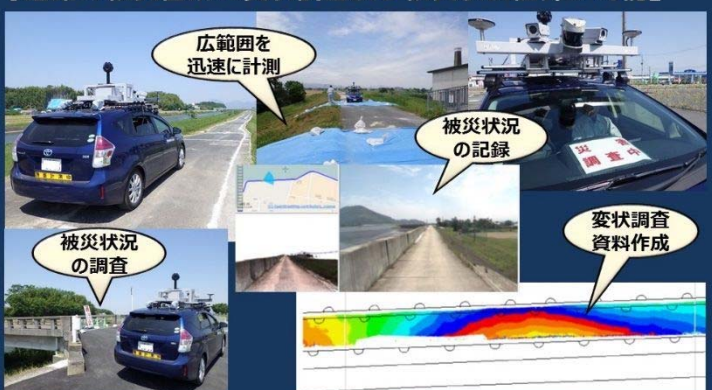 広範囲を
迅速に計測
被災状況
の記録
災害
調査中
被災状況
の調査
変状調査
資料作成